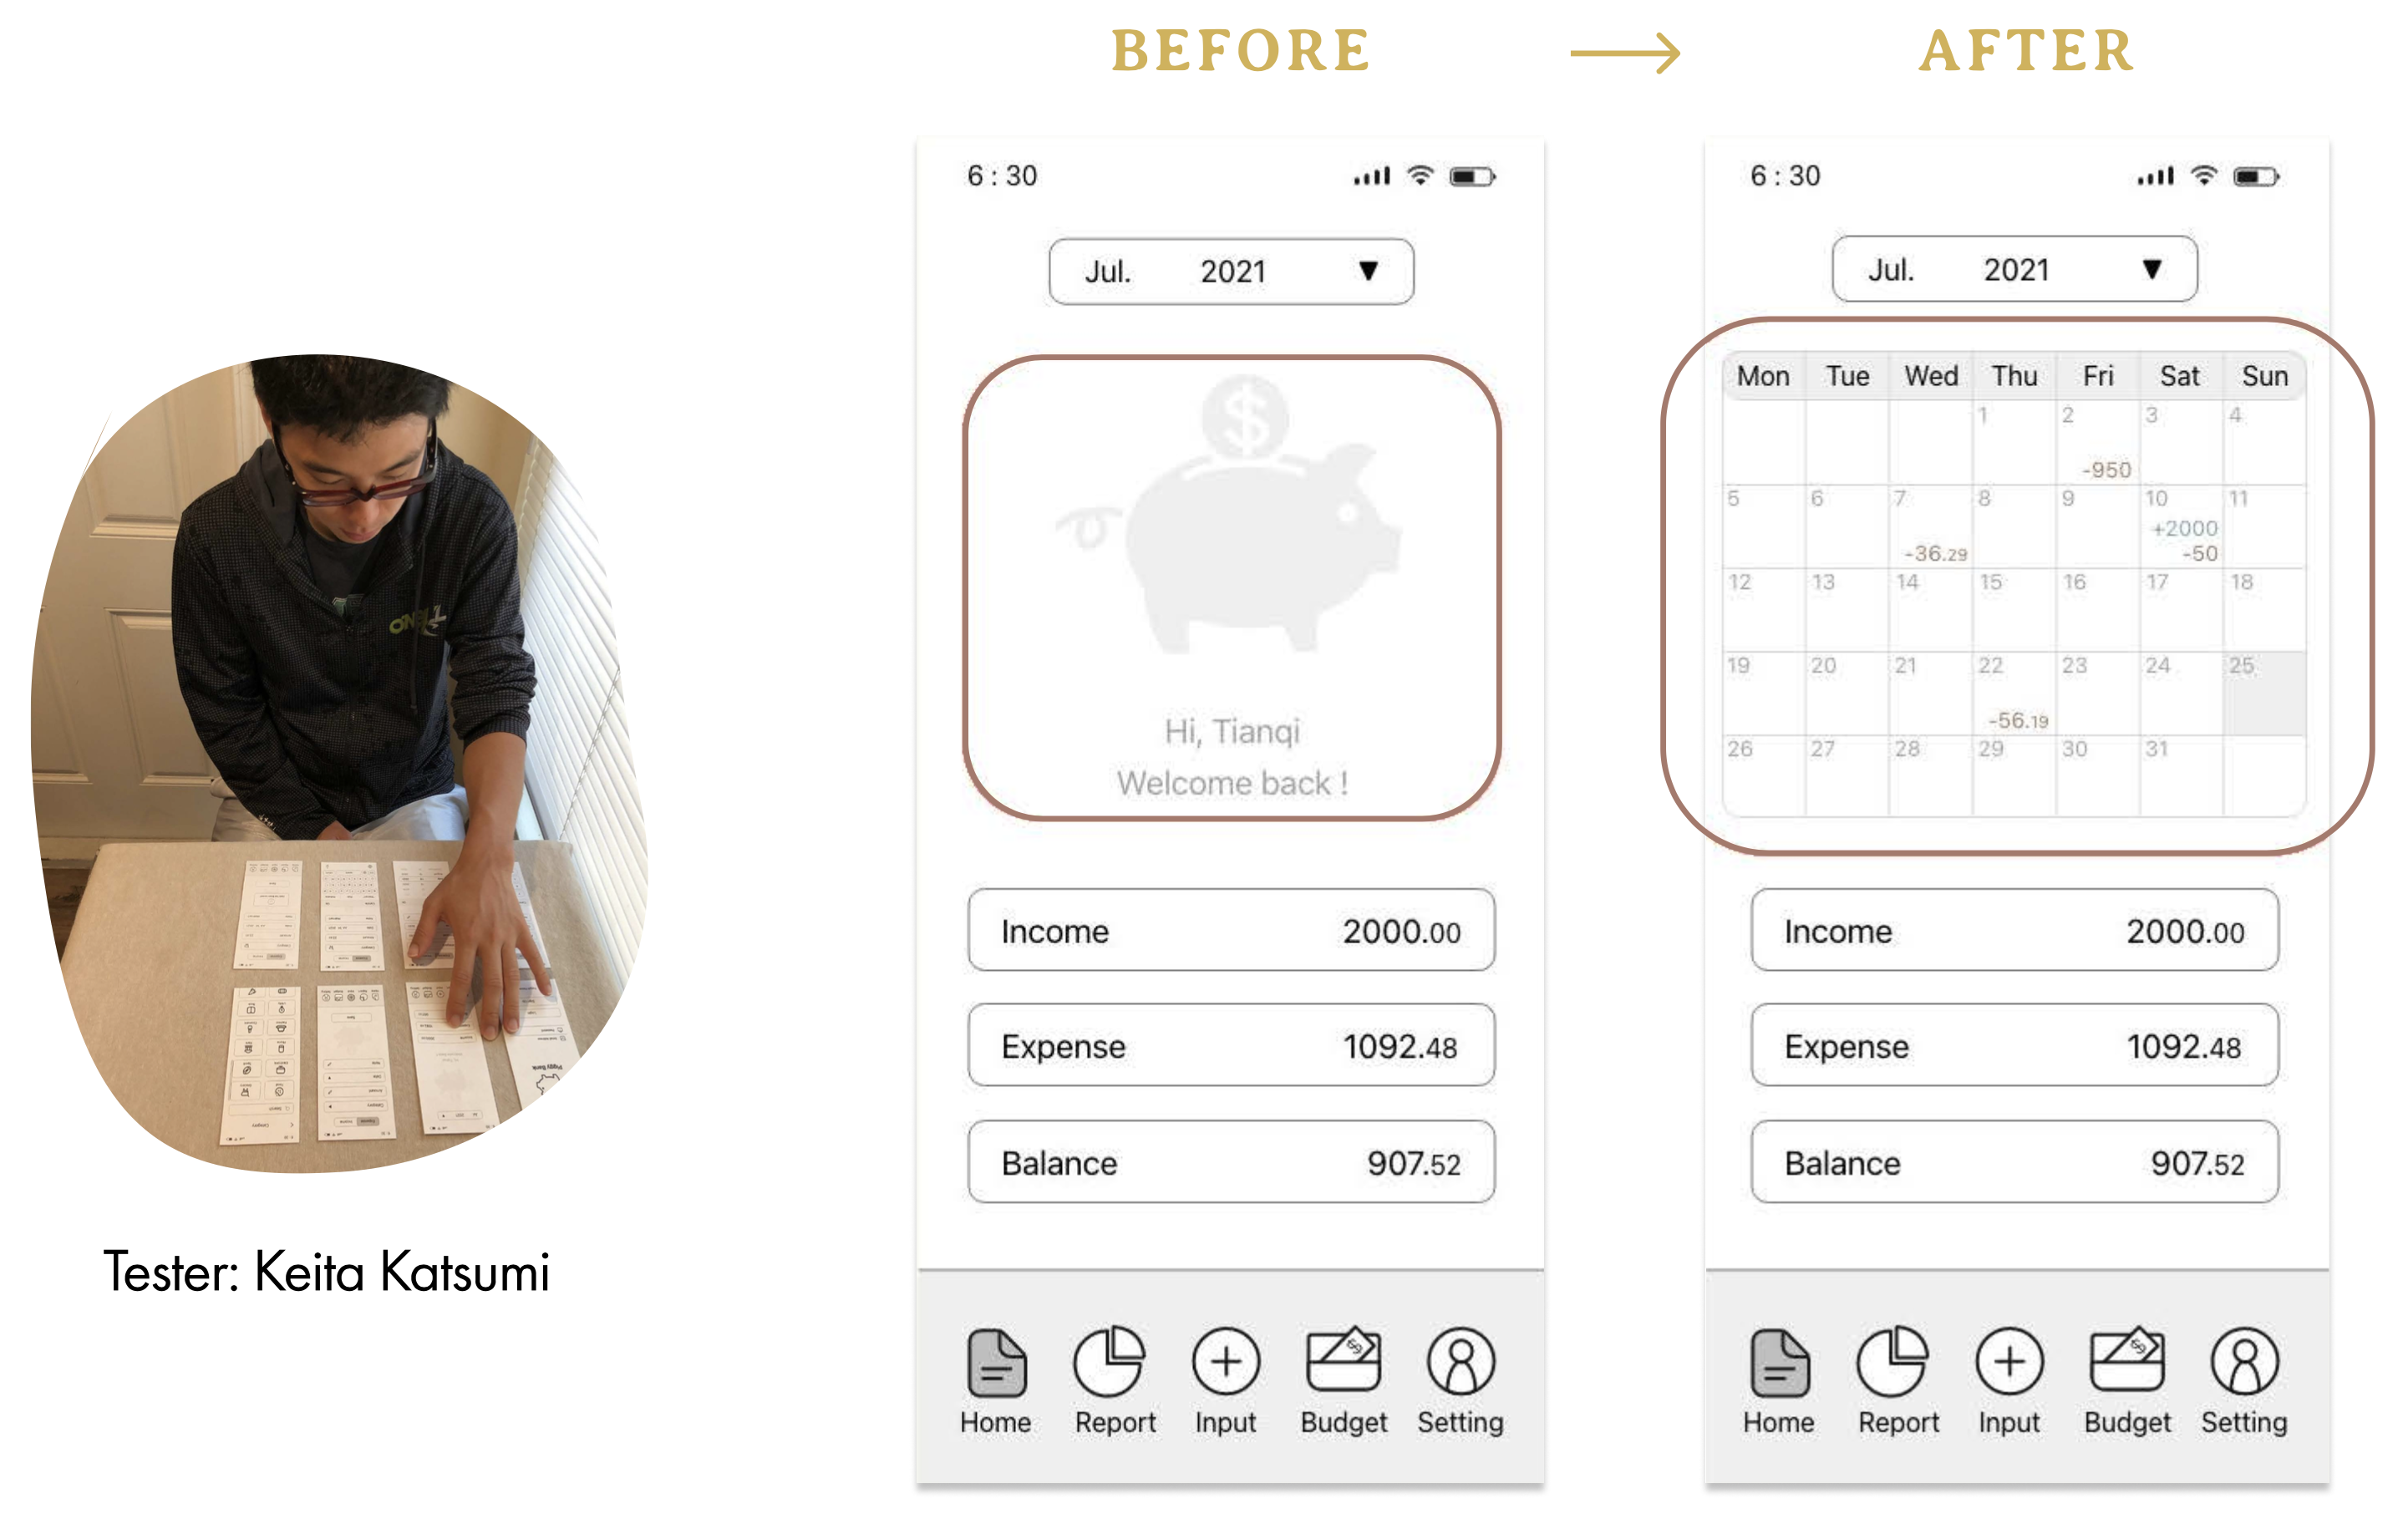 BEFORE → AFTER
Tester: Keita Katsumi
6 : 30
Jul. 2021 ▼
Hi, Tianqi
Welcome back !
Income 2000.00
Expense 1092.48
Balance 907.52
Home Report Input Budget Setting
6 : 30
Jul. 2021 ▼
Mon Tue Wed Thu Fri Sat Sun
1 2 3 4
-950
5 6 7 8 9 10 11
+2000
-36.29 -50
12 13 14 15 16 17 18
19 20 21 22 23 24 25
-56.19
26 27 28 29 30 31
Income 2000.00
Expense 1092.48
Balance 907.52
Home Report Input Budget Setting
Piggy Bank